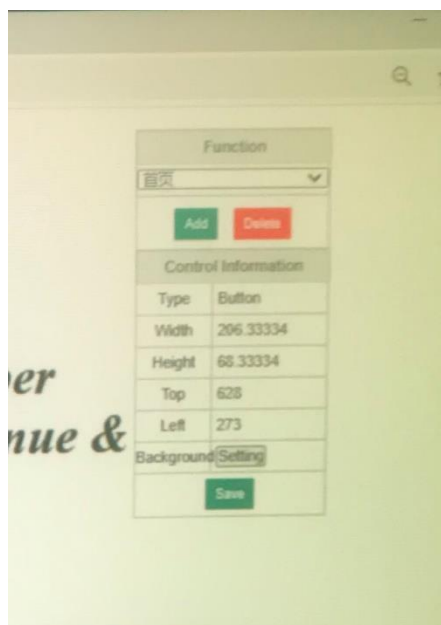 Function
首页
Add Delete
Control Information
Type Button
Width 206.33334
Height 68.33334
Top 628
Left 273
Background Setting
Save
er
nue &